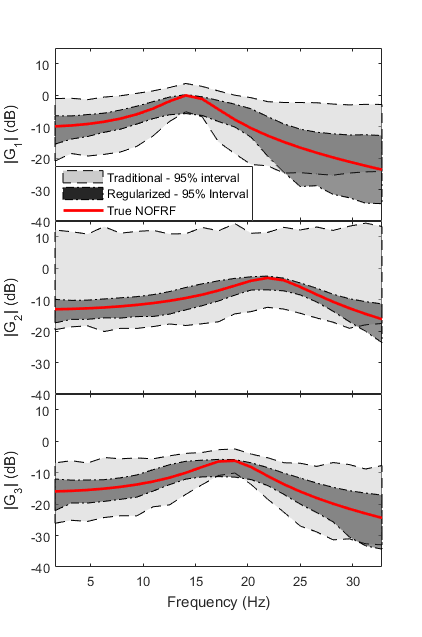 10
0
-10
-20
-30
-40
|G1| (dB)
Traditional - 95% interval
Regularized - 95% Interval
True NOFRF
10
0
-10
-20
-30
-40
|G2| (dB)
10
0
-10
-20
-30
-40
|G3| (dB)
5 10 15 20 25 30
Frequency (Hz)